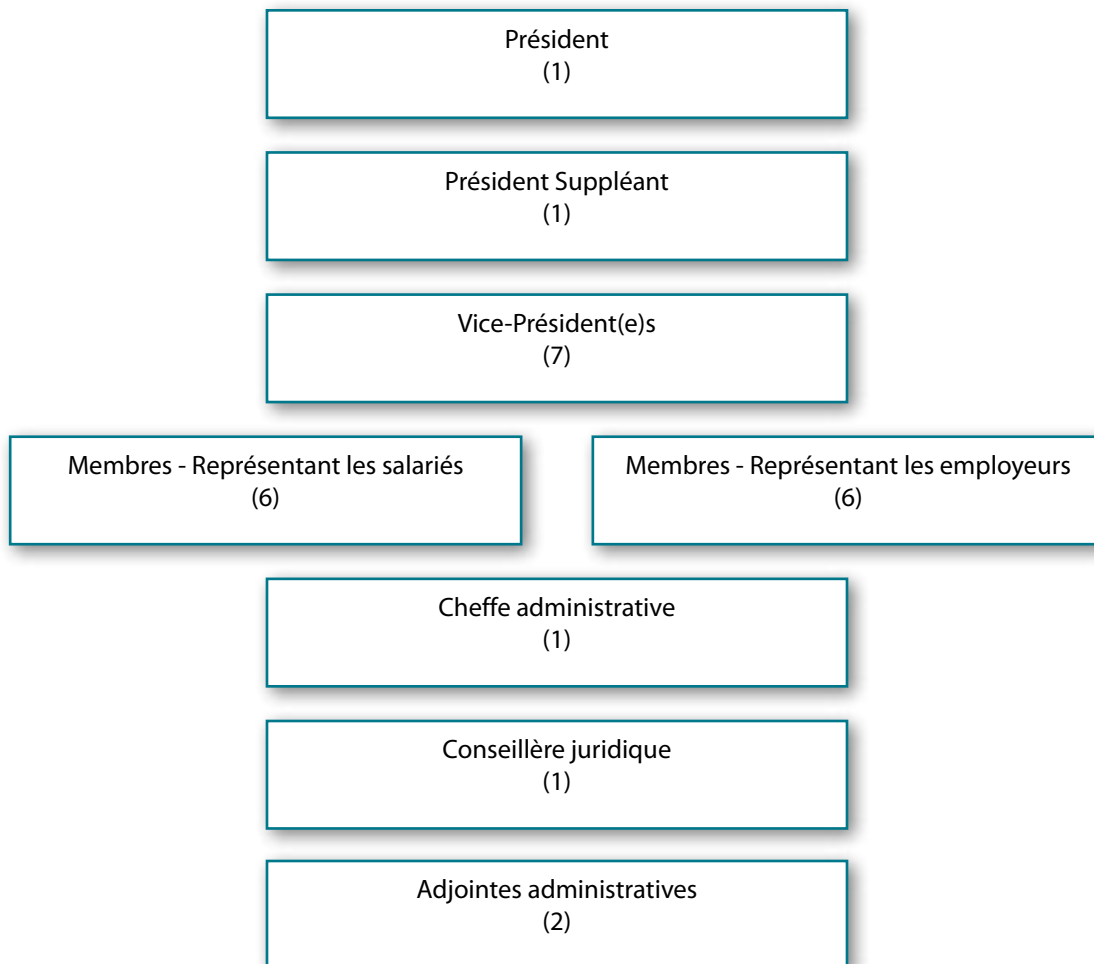 Président
(1)
Président Suppléant
(1)
Vice-Président(e)s
(7)
Membres - Représentant les salariés
(6)
Membres - Représentant les employeurs
(6)
Cheffe administrative
(1)
Conseillère juridique
(1)
Adjointes administratives
(2)